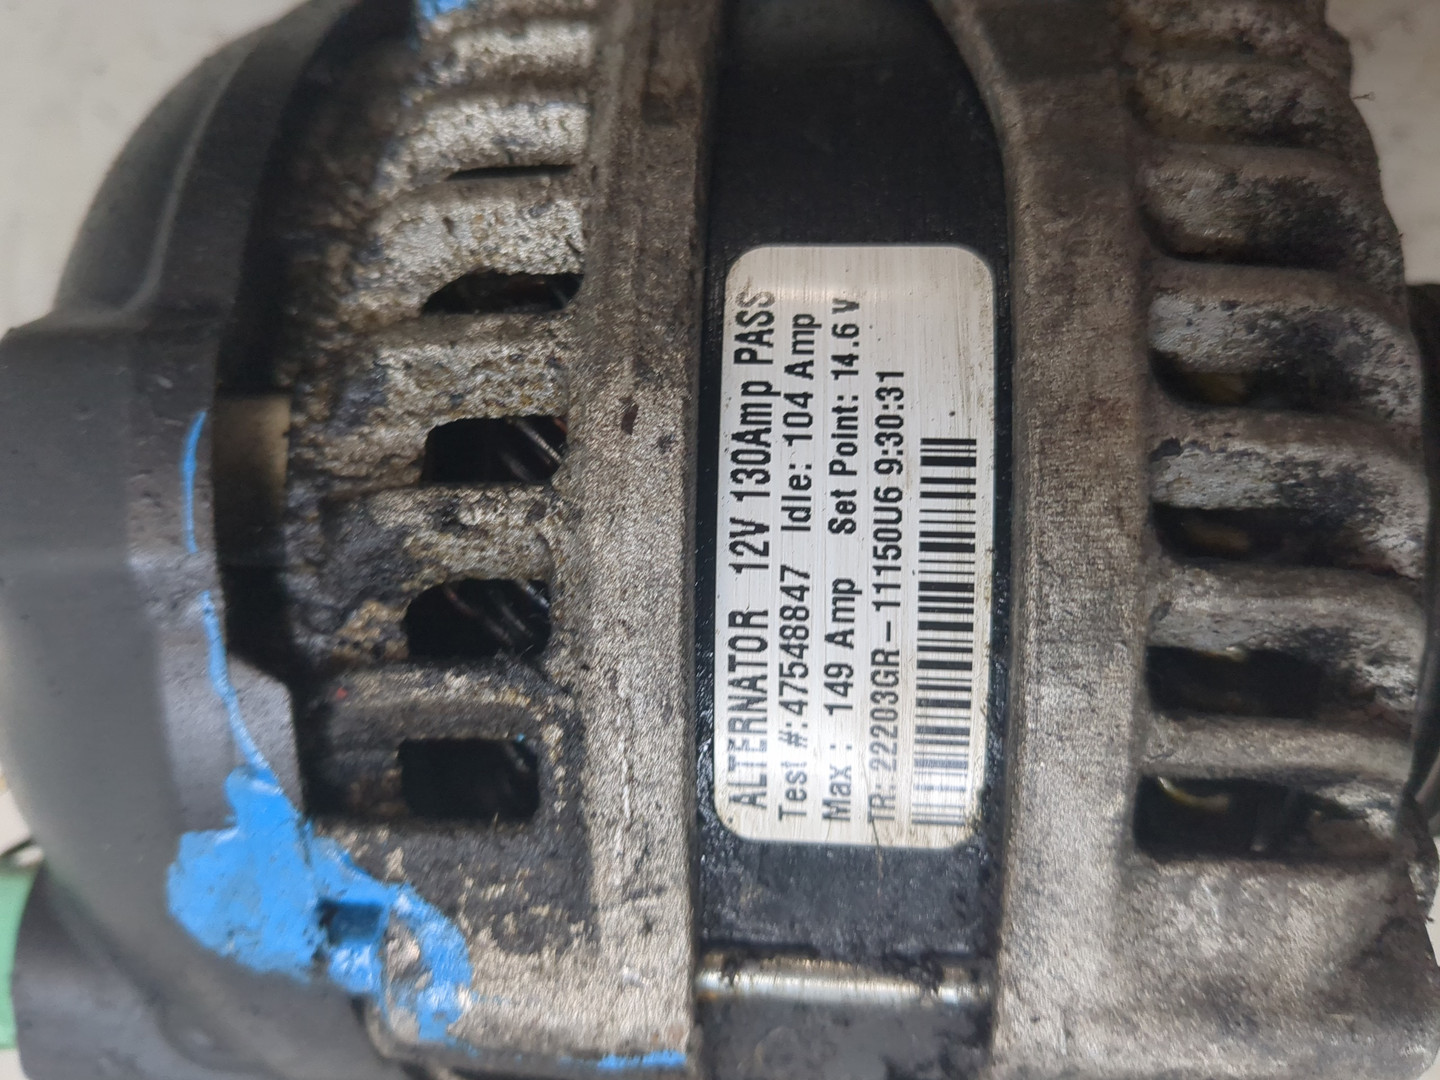 ALTERNATOR 12V 130Amp PASS
Test #: 47548847 Idle: 104 Amp
Max : 149 Amp Set Point: 14.6 V
TR: 22203GR-11150U6 9:30:31